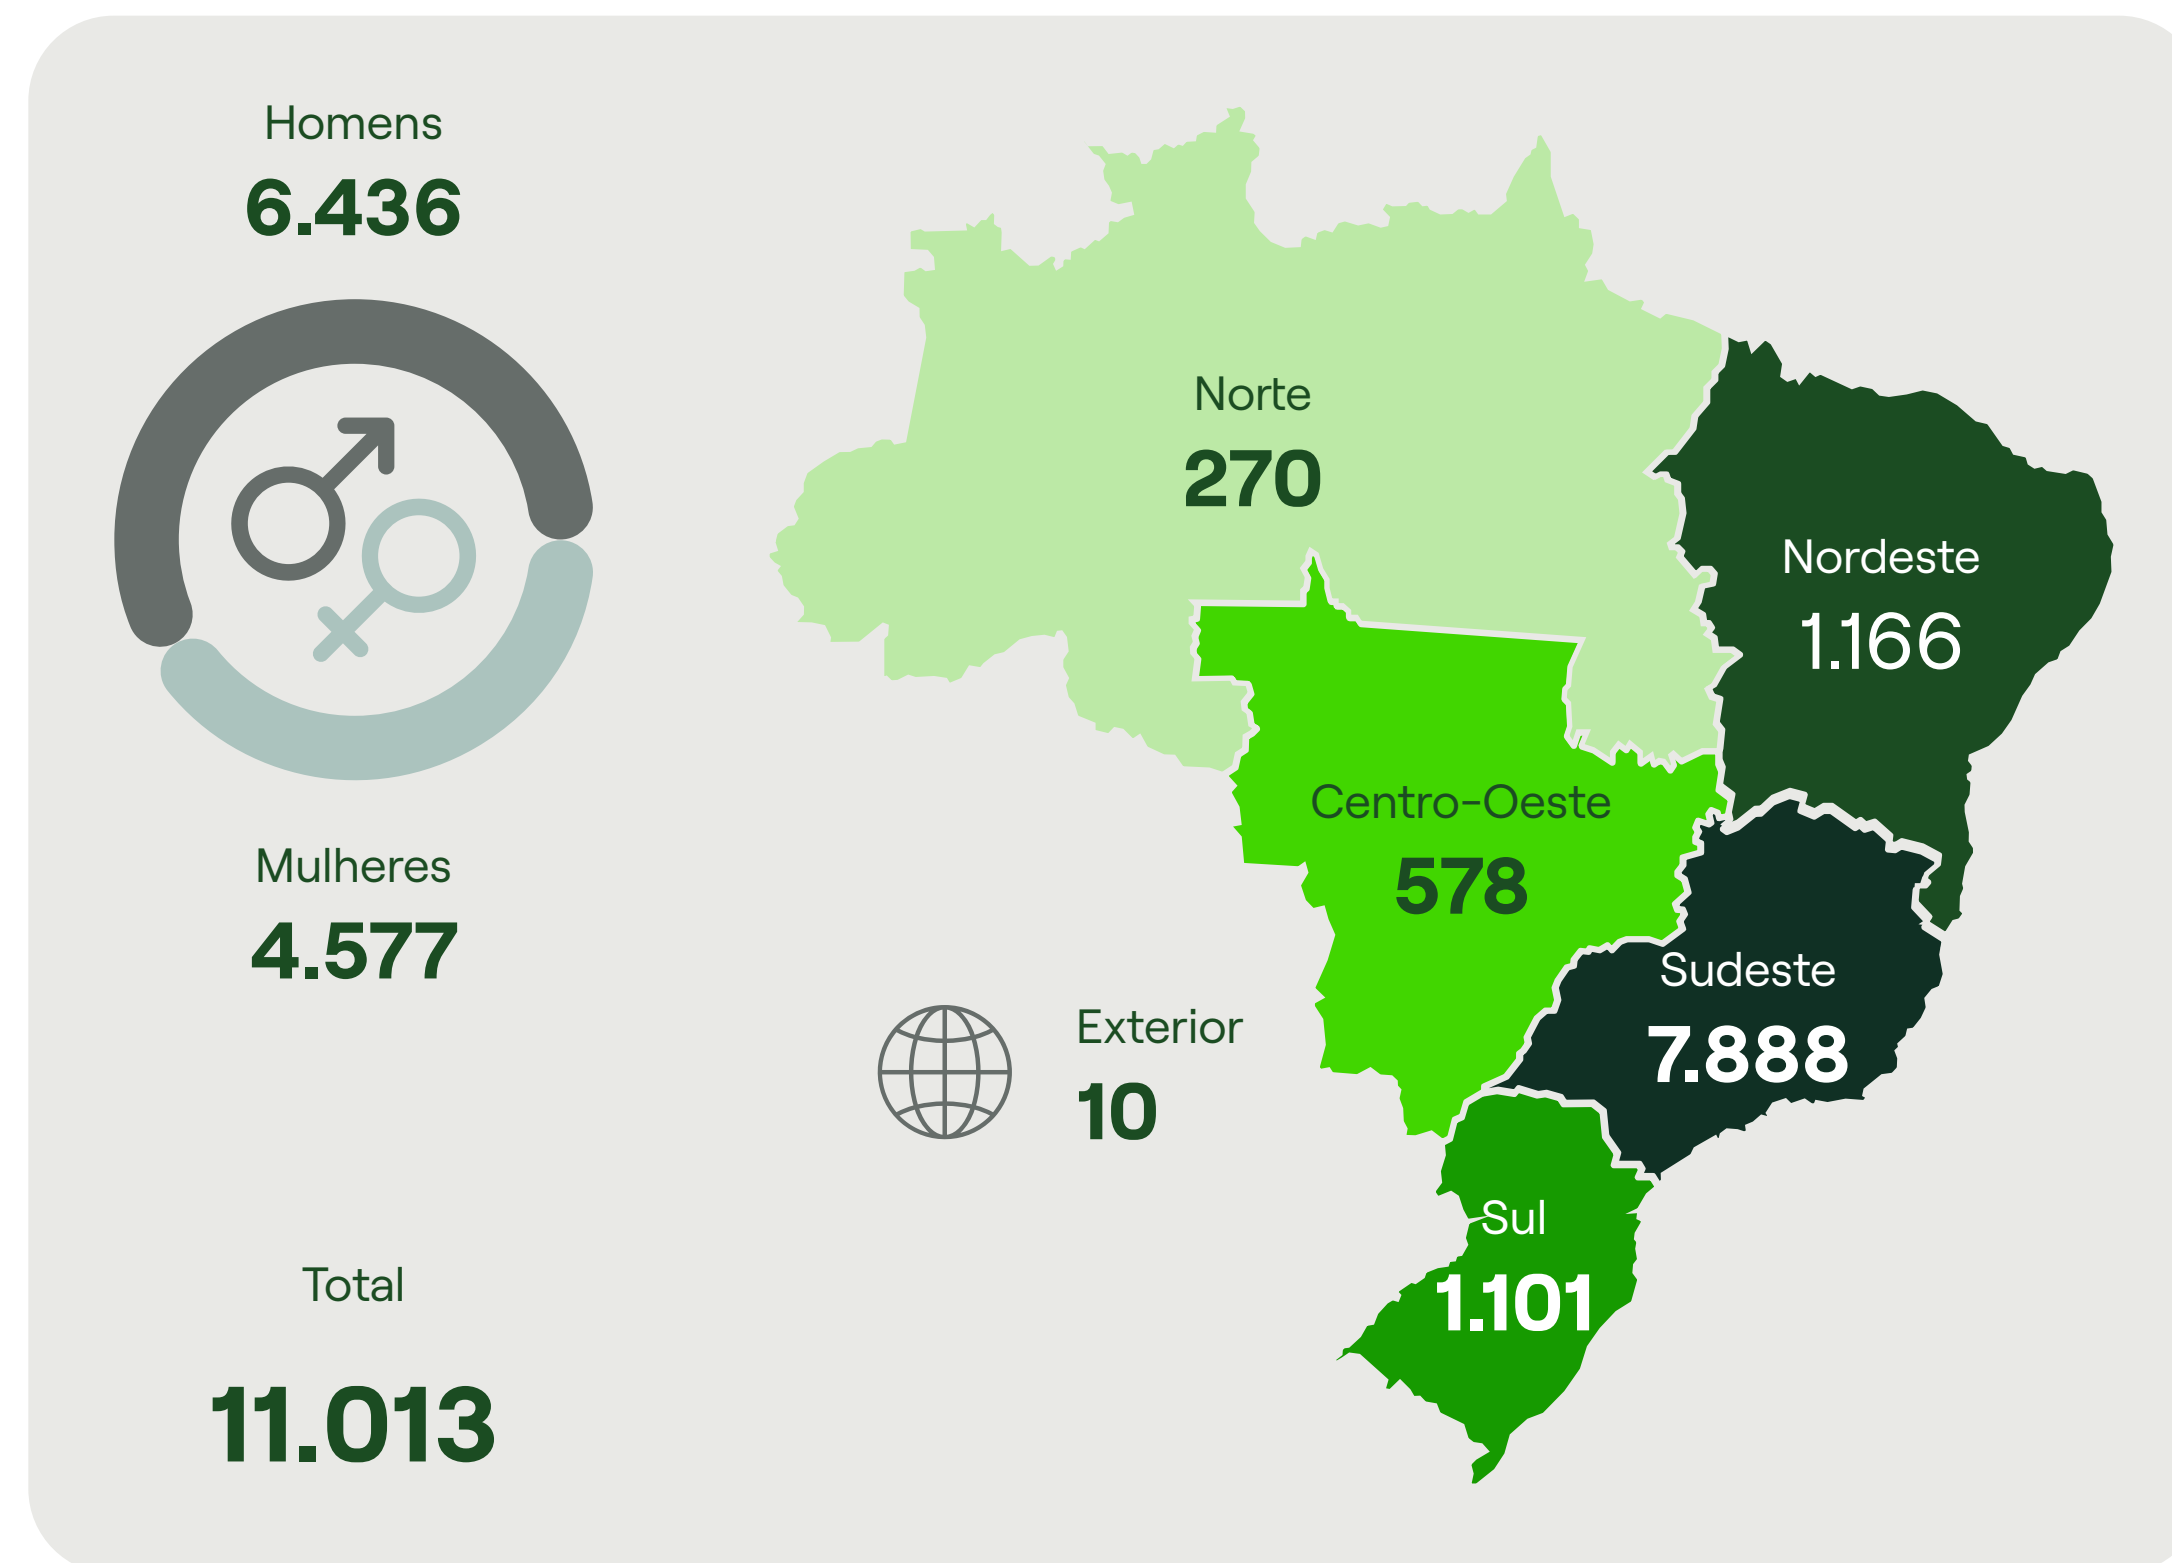 Homens
6.436
Mulheres
4.577
Total
11.013
Norte
270
Nordeste
1.166
Centro-Oeste
578
Sudeste
7.888
Exterior
10
Sul
1.101